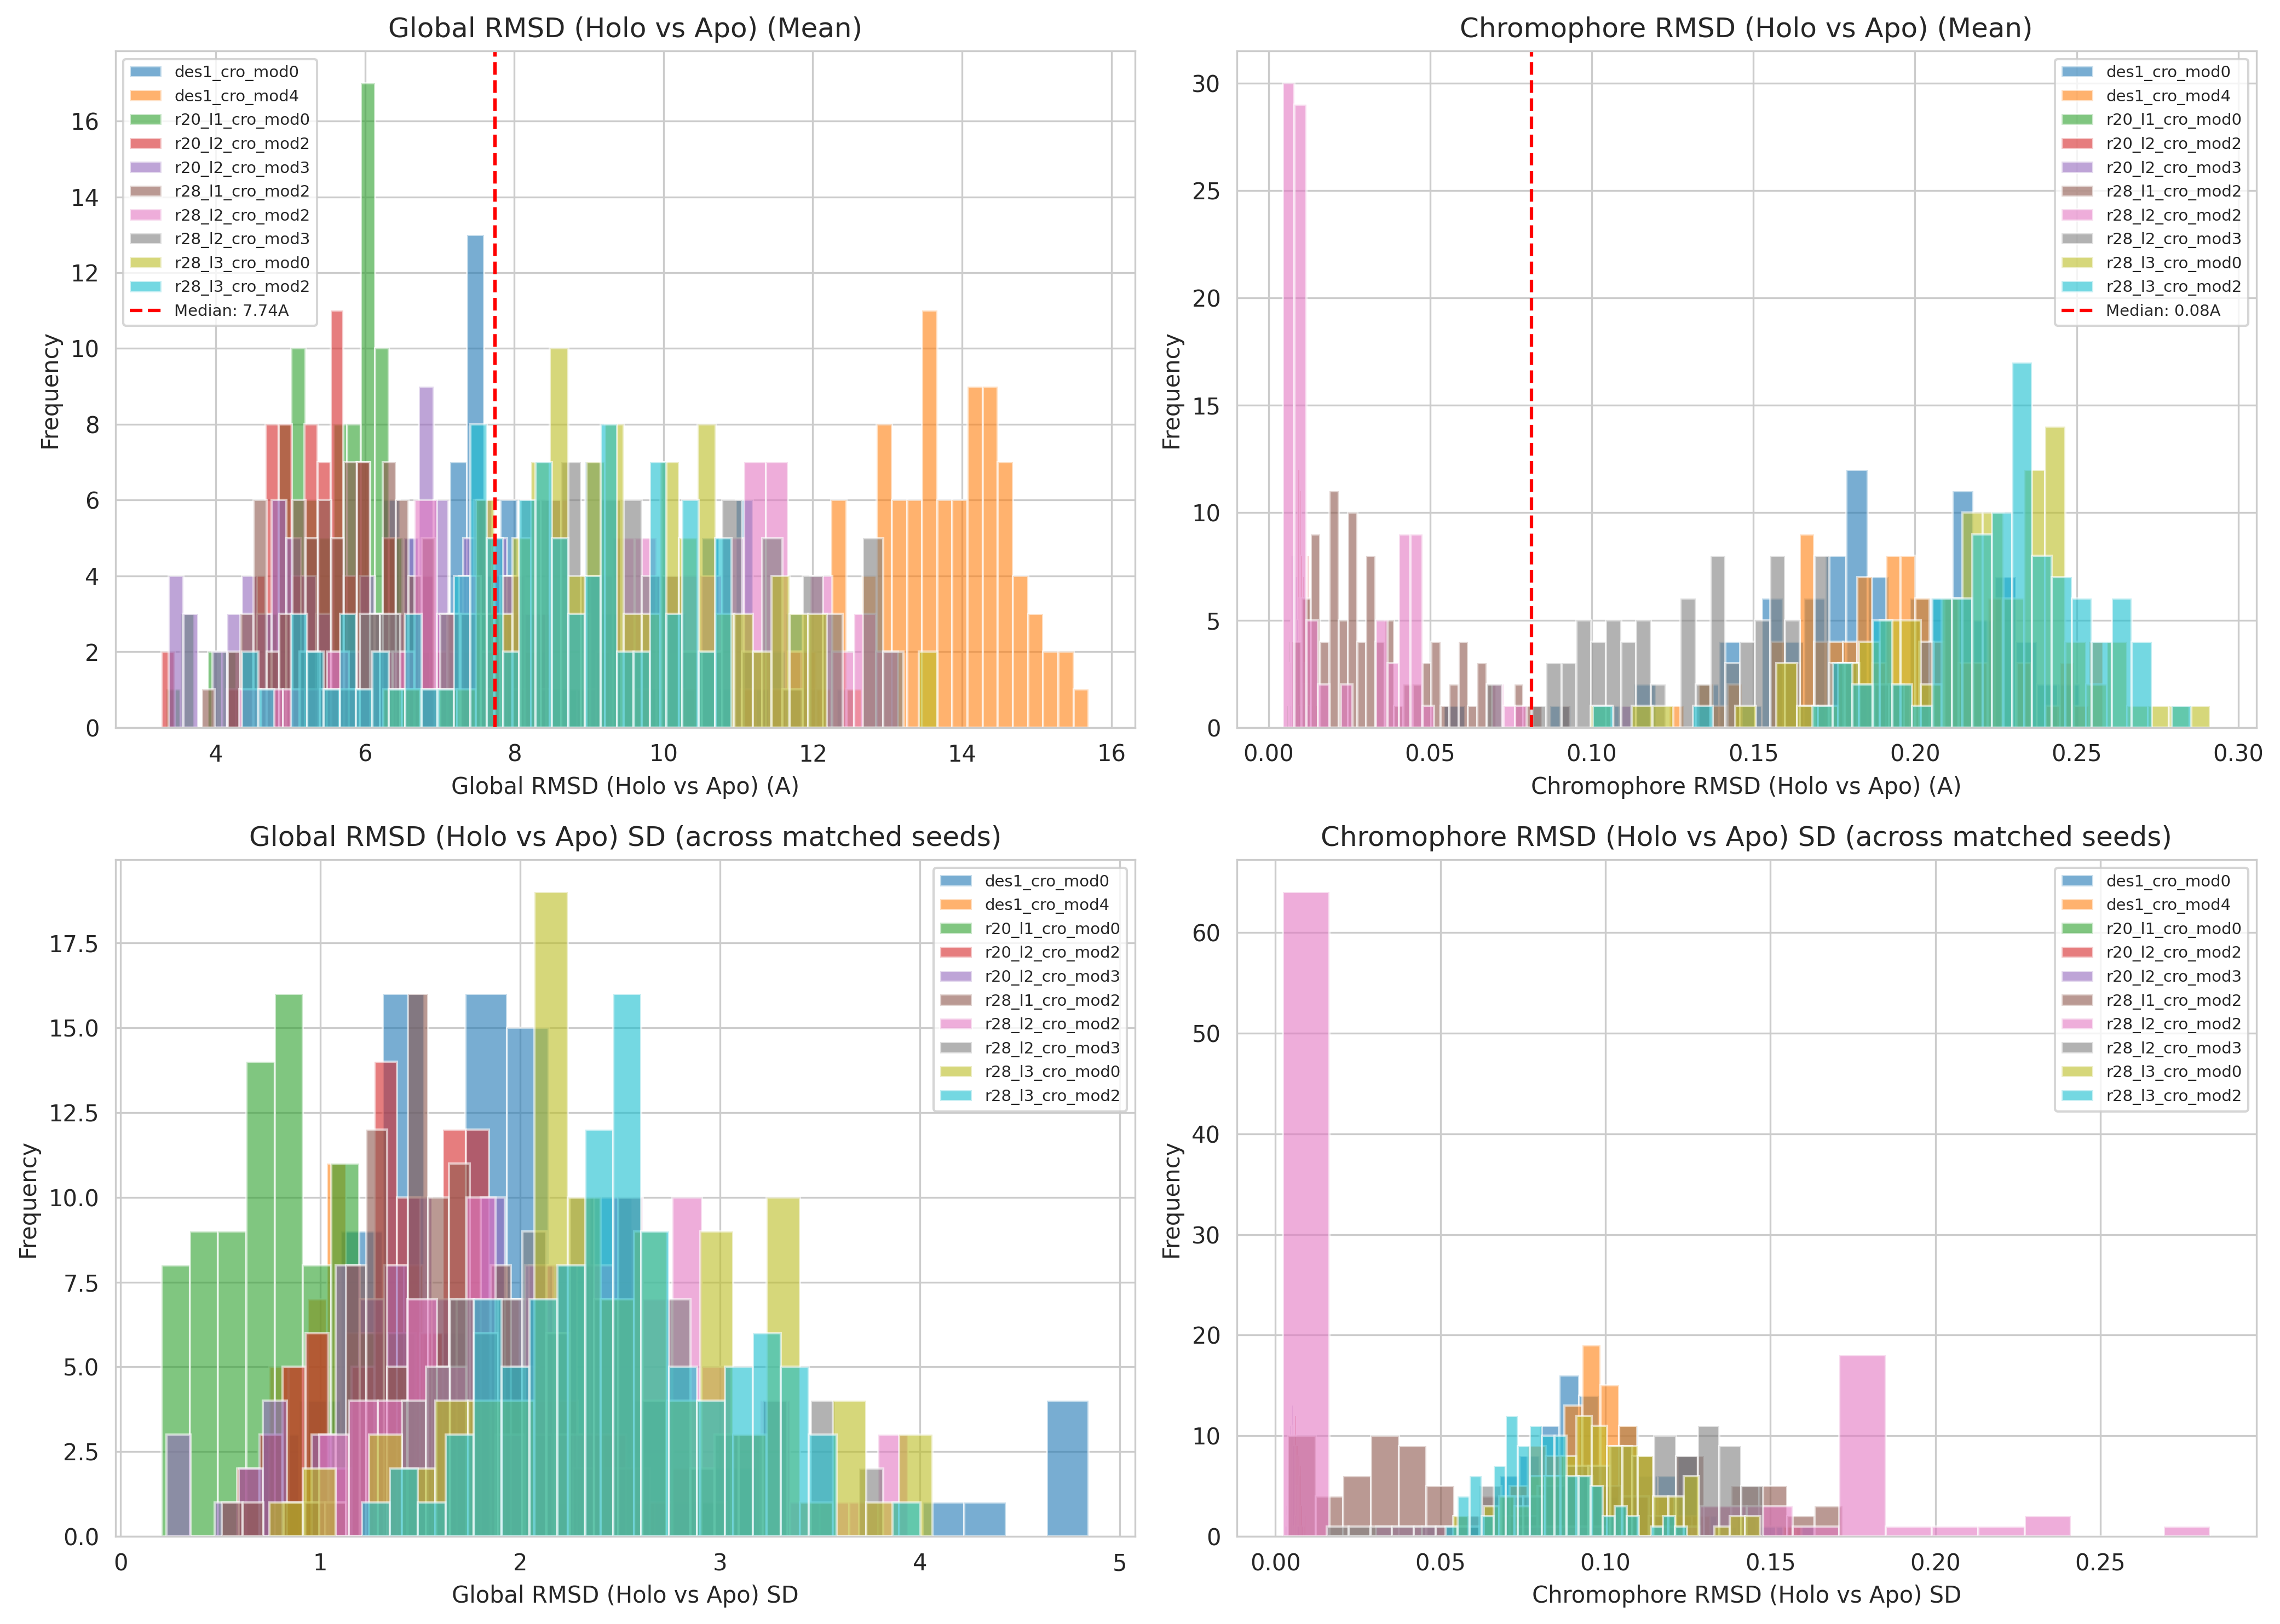 Global RMSD (Holo vs Apo) (Mean)
des1_cro_mod0
des1_cro_mod4
r20_l1_cro_mod0
r20_l2_cro_mod2
r20_l2_cro_mod3
r28_l1_cro_mod2
r28_l2_cro_mod2
r28_l2_cro_mod3
r28_l3_cro_mod0
r28_l3_cro_mod2
Median: 7.74A
Frequency
16
14
12
10
8
6
4
2
0
4 6 8 10 12 14 16
Global RMSD (Holo vs Apo) (A)
Chromophore RMSD (Holo vs Apo) (Mean)
des1_cro_mod0
des1_cro_mod4
r20_l1_cro_mod0
r20_l2_cro_mod2
r20_l2_cro_mod3
r28_l1_cro_mod2
r28_l2_cro_mod2
r28_l2_cro_mod3
r28_l3_cro_mod0
r28_l3_cro_mod2
Median: 0.08A
Frequency
30
25
20
15
10
5
0
0.00 0.05 0.10 0.15 0.20 0.25 0.30
Chromophore RMSD (Holo vs Apo) (A)
Global RMSD (Holo vs Apo) SD (across matched seeds)
des1_cro_mod0
des1_cro_mod4
r20_l1_cro_mod0
r20_l2_cro_mod2
r20_l2_cro_mod3
r28_l1_cro_mod2
r28_l2_cro_mod2
r28_l2_cro_mod3
r28_l3_cro_mod0
r28_l3_cro_mod2
Frequency
17.5
15.0
12.5
10.0
7.5
5.0
2.5
0.0
0 1 2 3 4 5
Global RMSD (Holo vs Apo) SD
Chromophore RMSD (Holo vs Apo) SD (across matched seeds)
des1_cro_mod0
des1_cro_mod4
r20_l1_cro_mod0
r20_l2_cro_mod2
r20_l2_cro_mod3
r28_l1_cro_mod2
r28_l2_cro_mod2
r28_l2_cro_mod3
r28_l3_cro_mod0
r28_l3_cro_mod2
Frequency
60
50
40
30
20
10
0
0.00 0.05 0.10 0.15 0.20 0.25
Chromophore RMSD (Holo vs Apo) SD